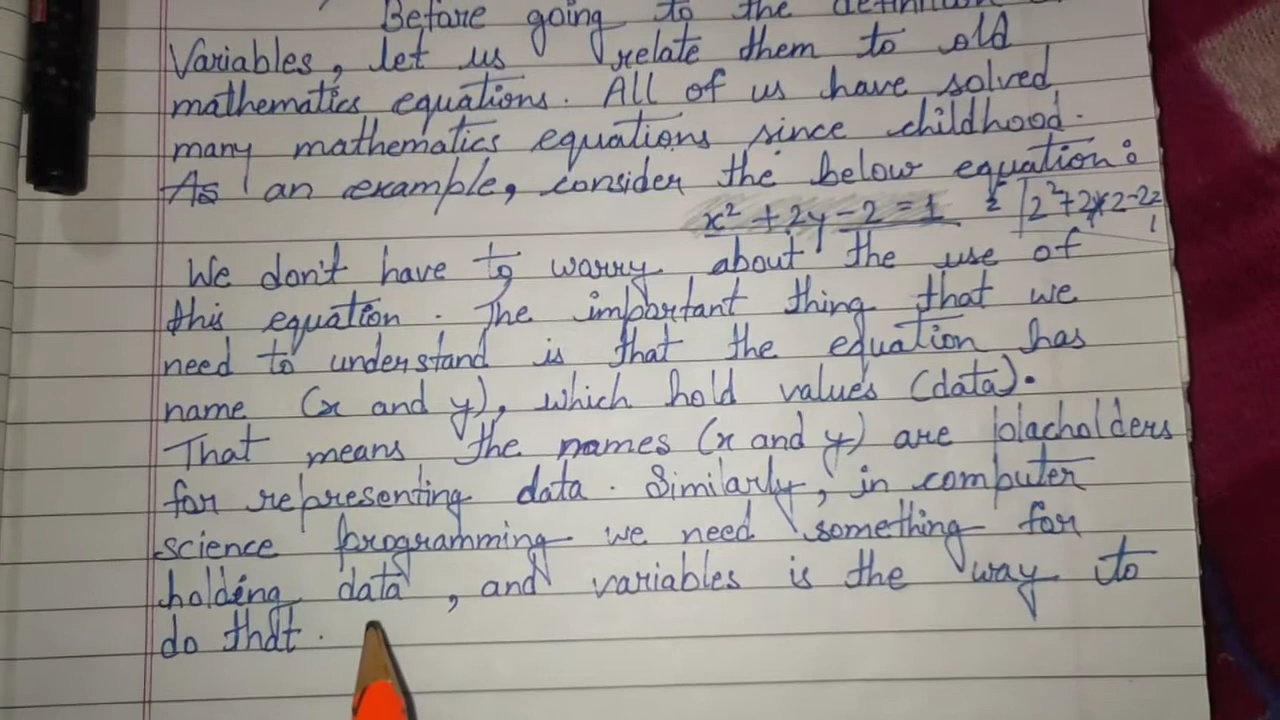 Before going to the definition
Variables, let us relate them to old
mathematics equations. All of us have solved
many mathematics equations since childhood.
As an example, consider the below equation:
x² + 2y - 2 = 1
We don't have to worry about the use of
this equation. The important thing that we
need to understand is that the equation has
name (x and y), which hold values (data).
That means the names (x and y) are placholders
for representing data. Similarly, in computer
science programming we need something for
holding data, and variables is the way to
do that.